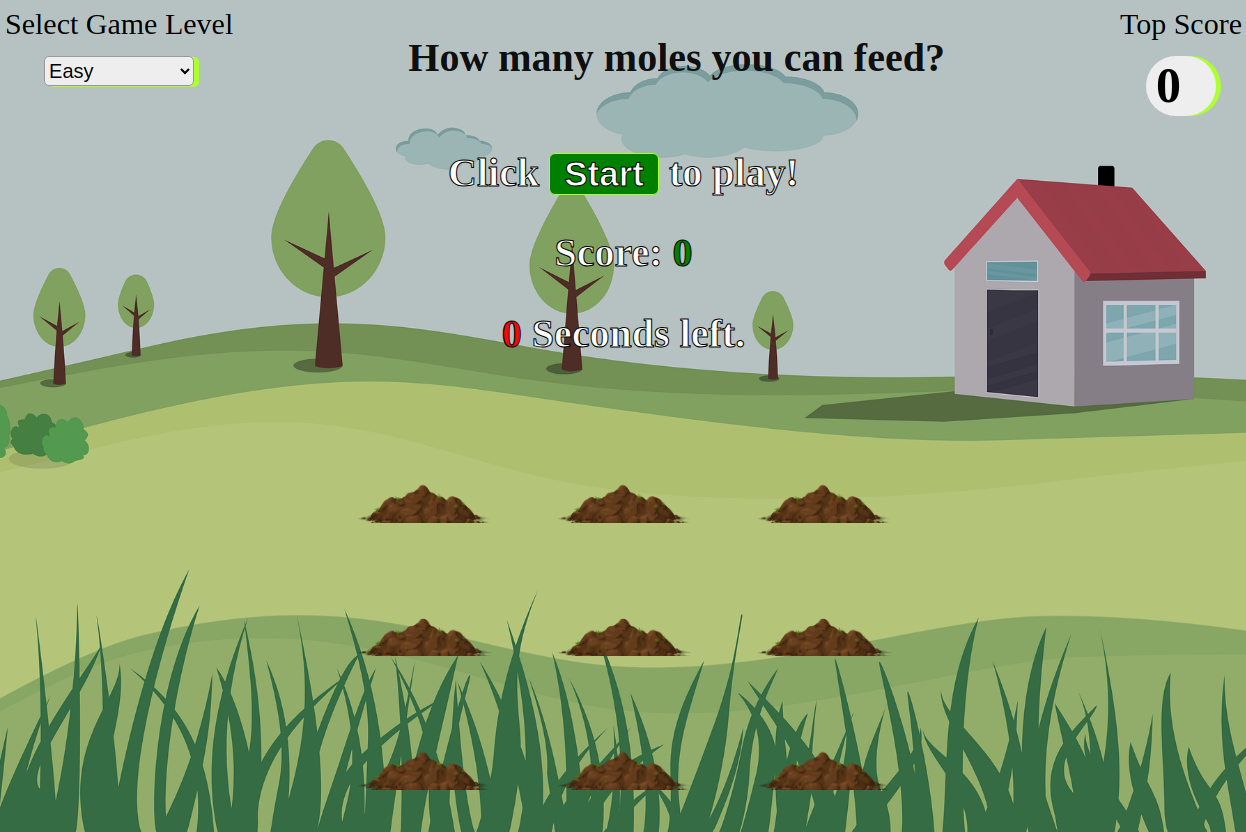 Select Game Level
Easy
How many moles you can feed?
Top Score
0
Click Start to play!
Score: 0
0 Seconds left.